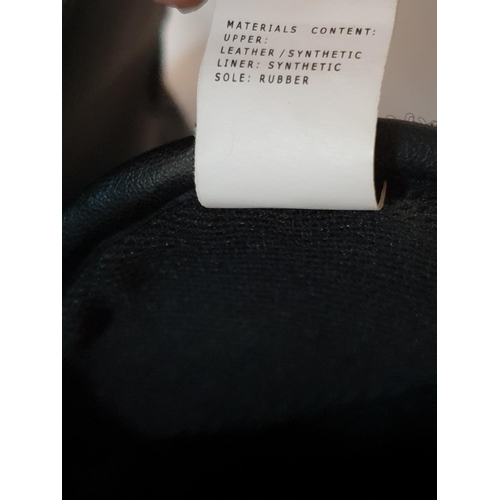 MATERIALS CONTENT:
UPPER:
LEATHER/SYNTHETIC
LINER: SYNTHETIC
SOLE: RUBBER